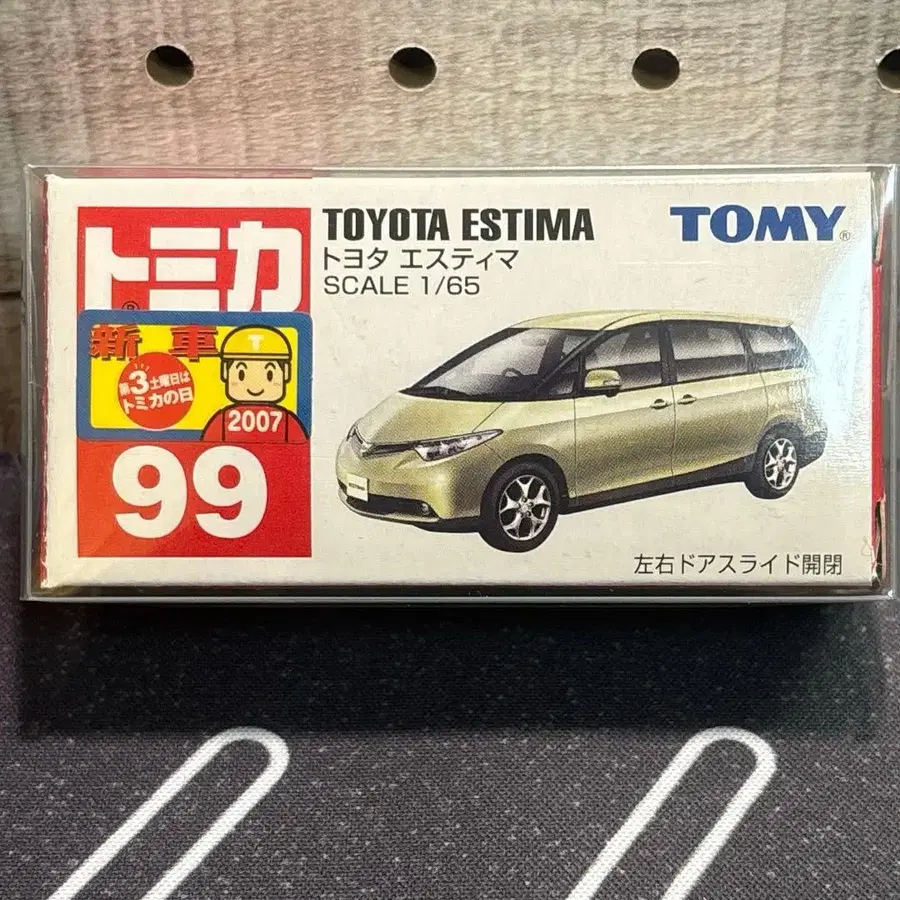 トミカ
®
新車
第3土曜日は
トミカの日
T
2007
99
TOYOTA ESTIMA
トヨタ エスティマ
SCALE 1/65
TOMY®
ESTIMA
左右ドアスライド開閉